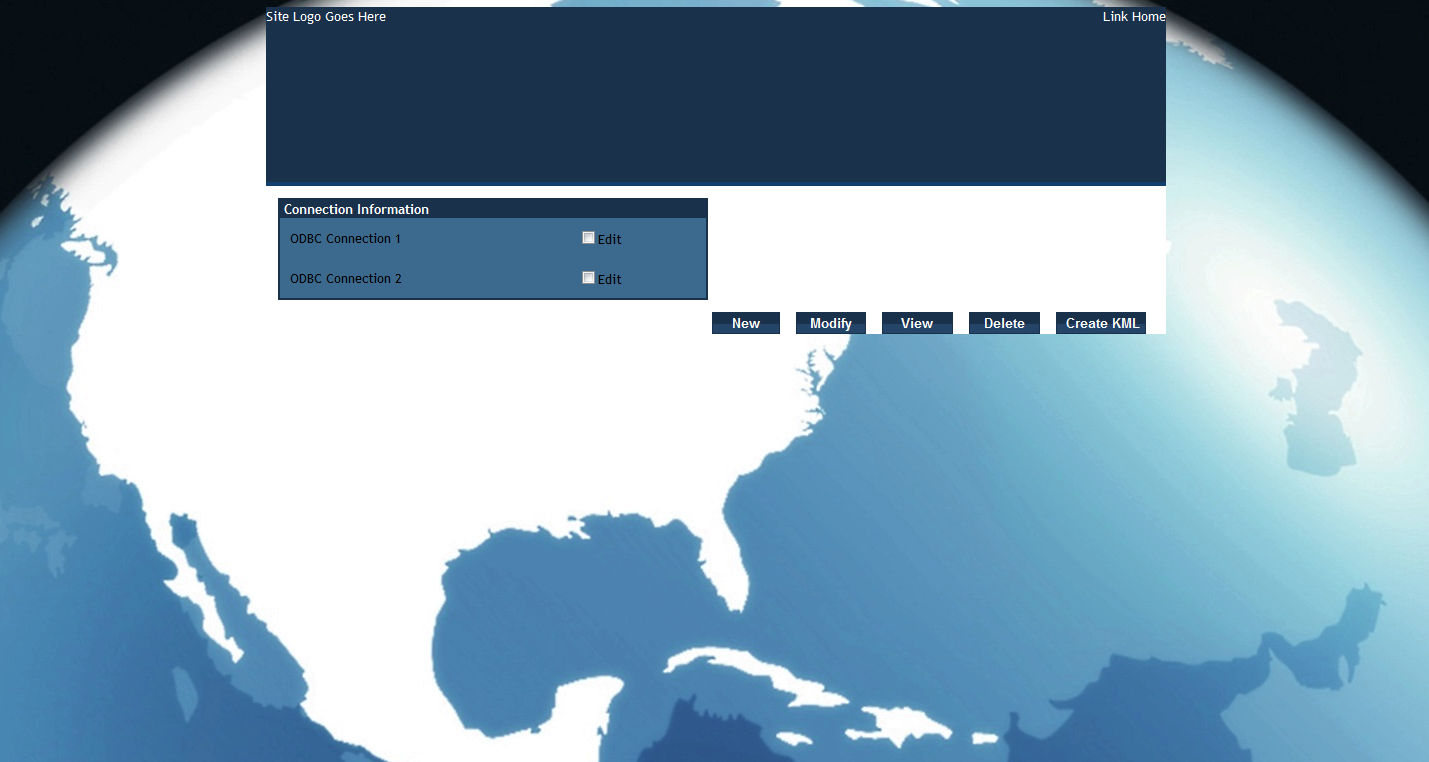 Site Logo Goes Here Link Home
Connection Information
ODBC Connection 1 Edit
ODBC Connection 2 Edit
New Modify View Delete Create KML